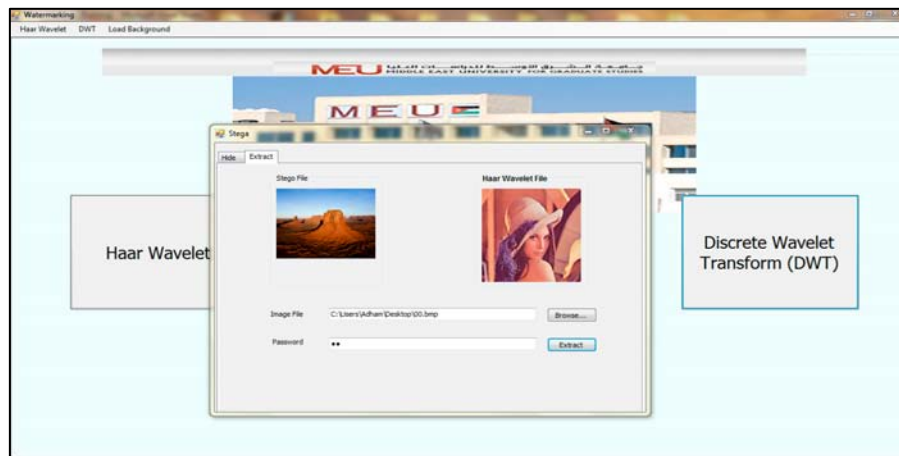 Watermarking
Haar Wavelet DWT Load Background
MEU
MIDDLE EAST UNIVERSITY FOR GRADUATE STUDIES
MEU
Stega
Hide Extract
Stego File
Haar Wavelet File
Haar Wavelet
Discrete Wavelet
Transform (DWT)
Image File C:\Users\Adham\Desktop\00.bmp Browse...
Password •• Extract